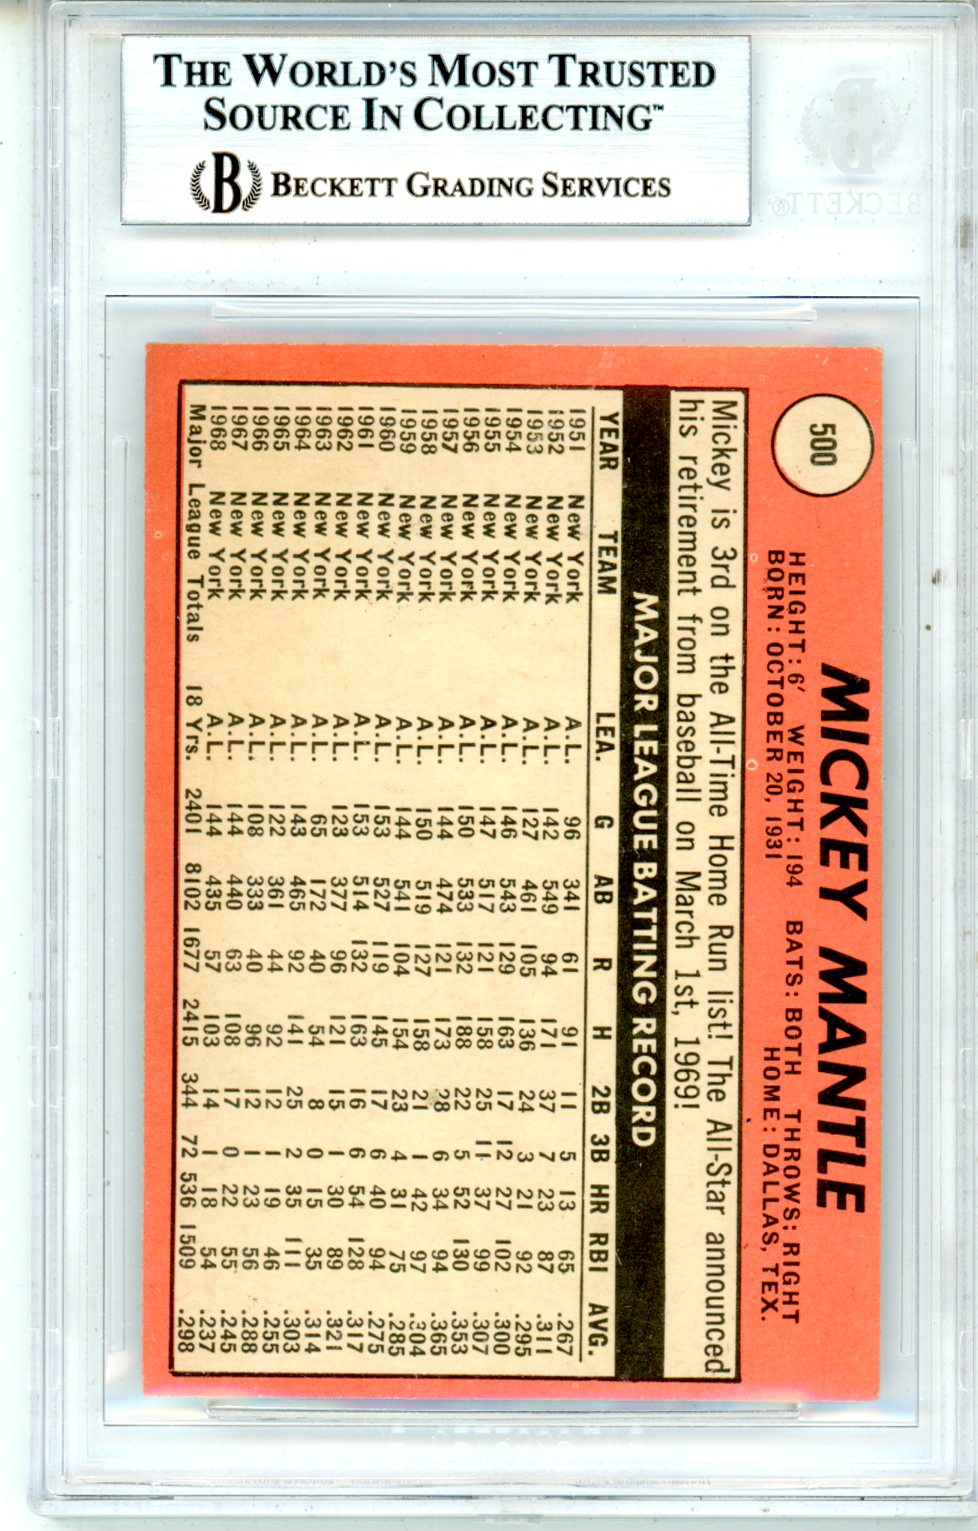 THE WORLD'S MOST TRUSTED
SOURCE IN COLLECTING™
B BECKETT GRADING SERVICES
B
BECKETT®
500
MICKEY MANTLE
HEIGHT: 6' WEIGHT: 194 BATS: BOTH THROWS: RIGHT
BORN: OCTOBER 20, 1931 HOME: DALLAS, TEX.
Mickey is 3rd on the All-Time Home Run list! The All-Star announced
his retirement from baseball on March 1st, 1969!
MAJOR LEAGUE BATTING RECORD
YEAR TEAM LEA. G AB R H 2B 3B HR RBI AVG.
1951 New York A.L. 96 341 61 91 11 5 13 65 .267
1952 New York A.L. 142 549 94 171 37 7 23 87 .311
1953 New York A.L. 127 461 105 136 24 3 21 92 .295
1954 New York A.L. 146 543 129 163 17 12 27 102 .300
1955 New York A.L. 147 517 121 158 25 11 37 99 .307
1956 New York A.L. 150 533 132 188 22 5 52 130 .353
1957 New York A.L. 144 474 121 173 28 6 34 94 .365
1958 New York A.L. 150 519 127 158 21 1 42 97 .304
1959 New York A.L. 144 541 104 154 23 4 31 75 .285
1960 New York A.L. 153 527 119 145 17 6 40 94 .275
1961 New York A.L. 153 514 132 163 16 6 54 128 .317
1962 New York A.L. 123 377 96 121 15 1 30 89 .321
1963 New York A.L. 65 172 40 54 8 0 15 35 .314
1964 New York A.L. 143 465 92 141 25 2 35 111 .303
1965 New York A.L. 122 361 44 92 12 1 19 46 .255
1966 New York A.L. 108 333 40 96 12 1 23 56 .288
1967 New York A.L. 144 440 63 108 17 0 22 55 .245
1968 New York A.L. 144 435 57 103 14 1 18 54 .237
Major League Totals 18 Yrs. 2401 8102 1677 2415 344 72 536 1509 .298